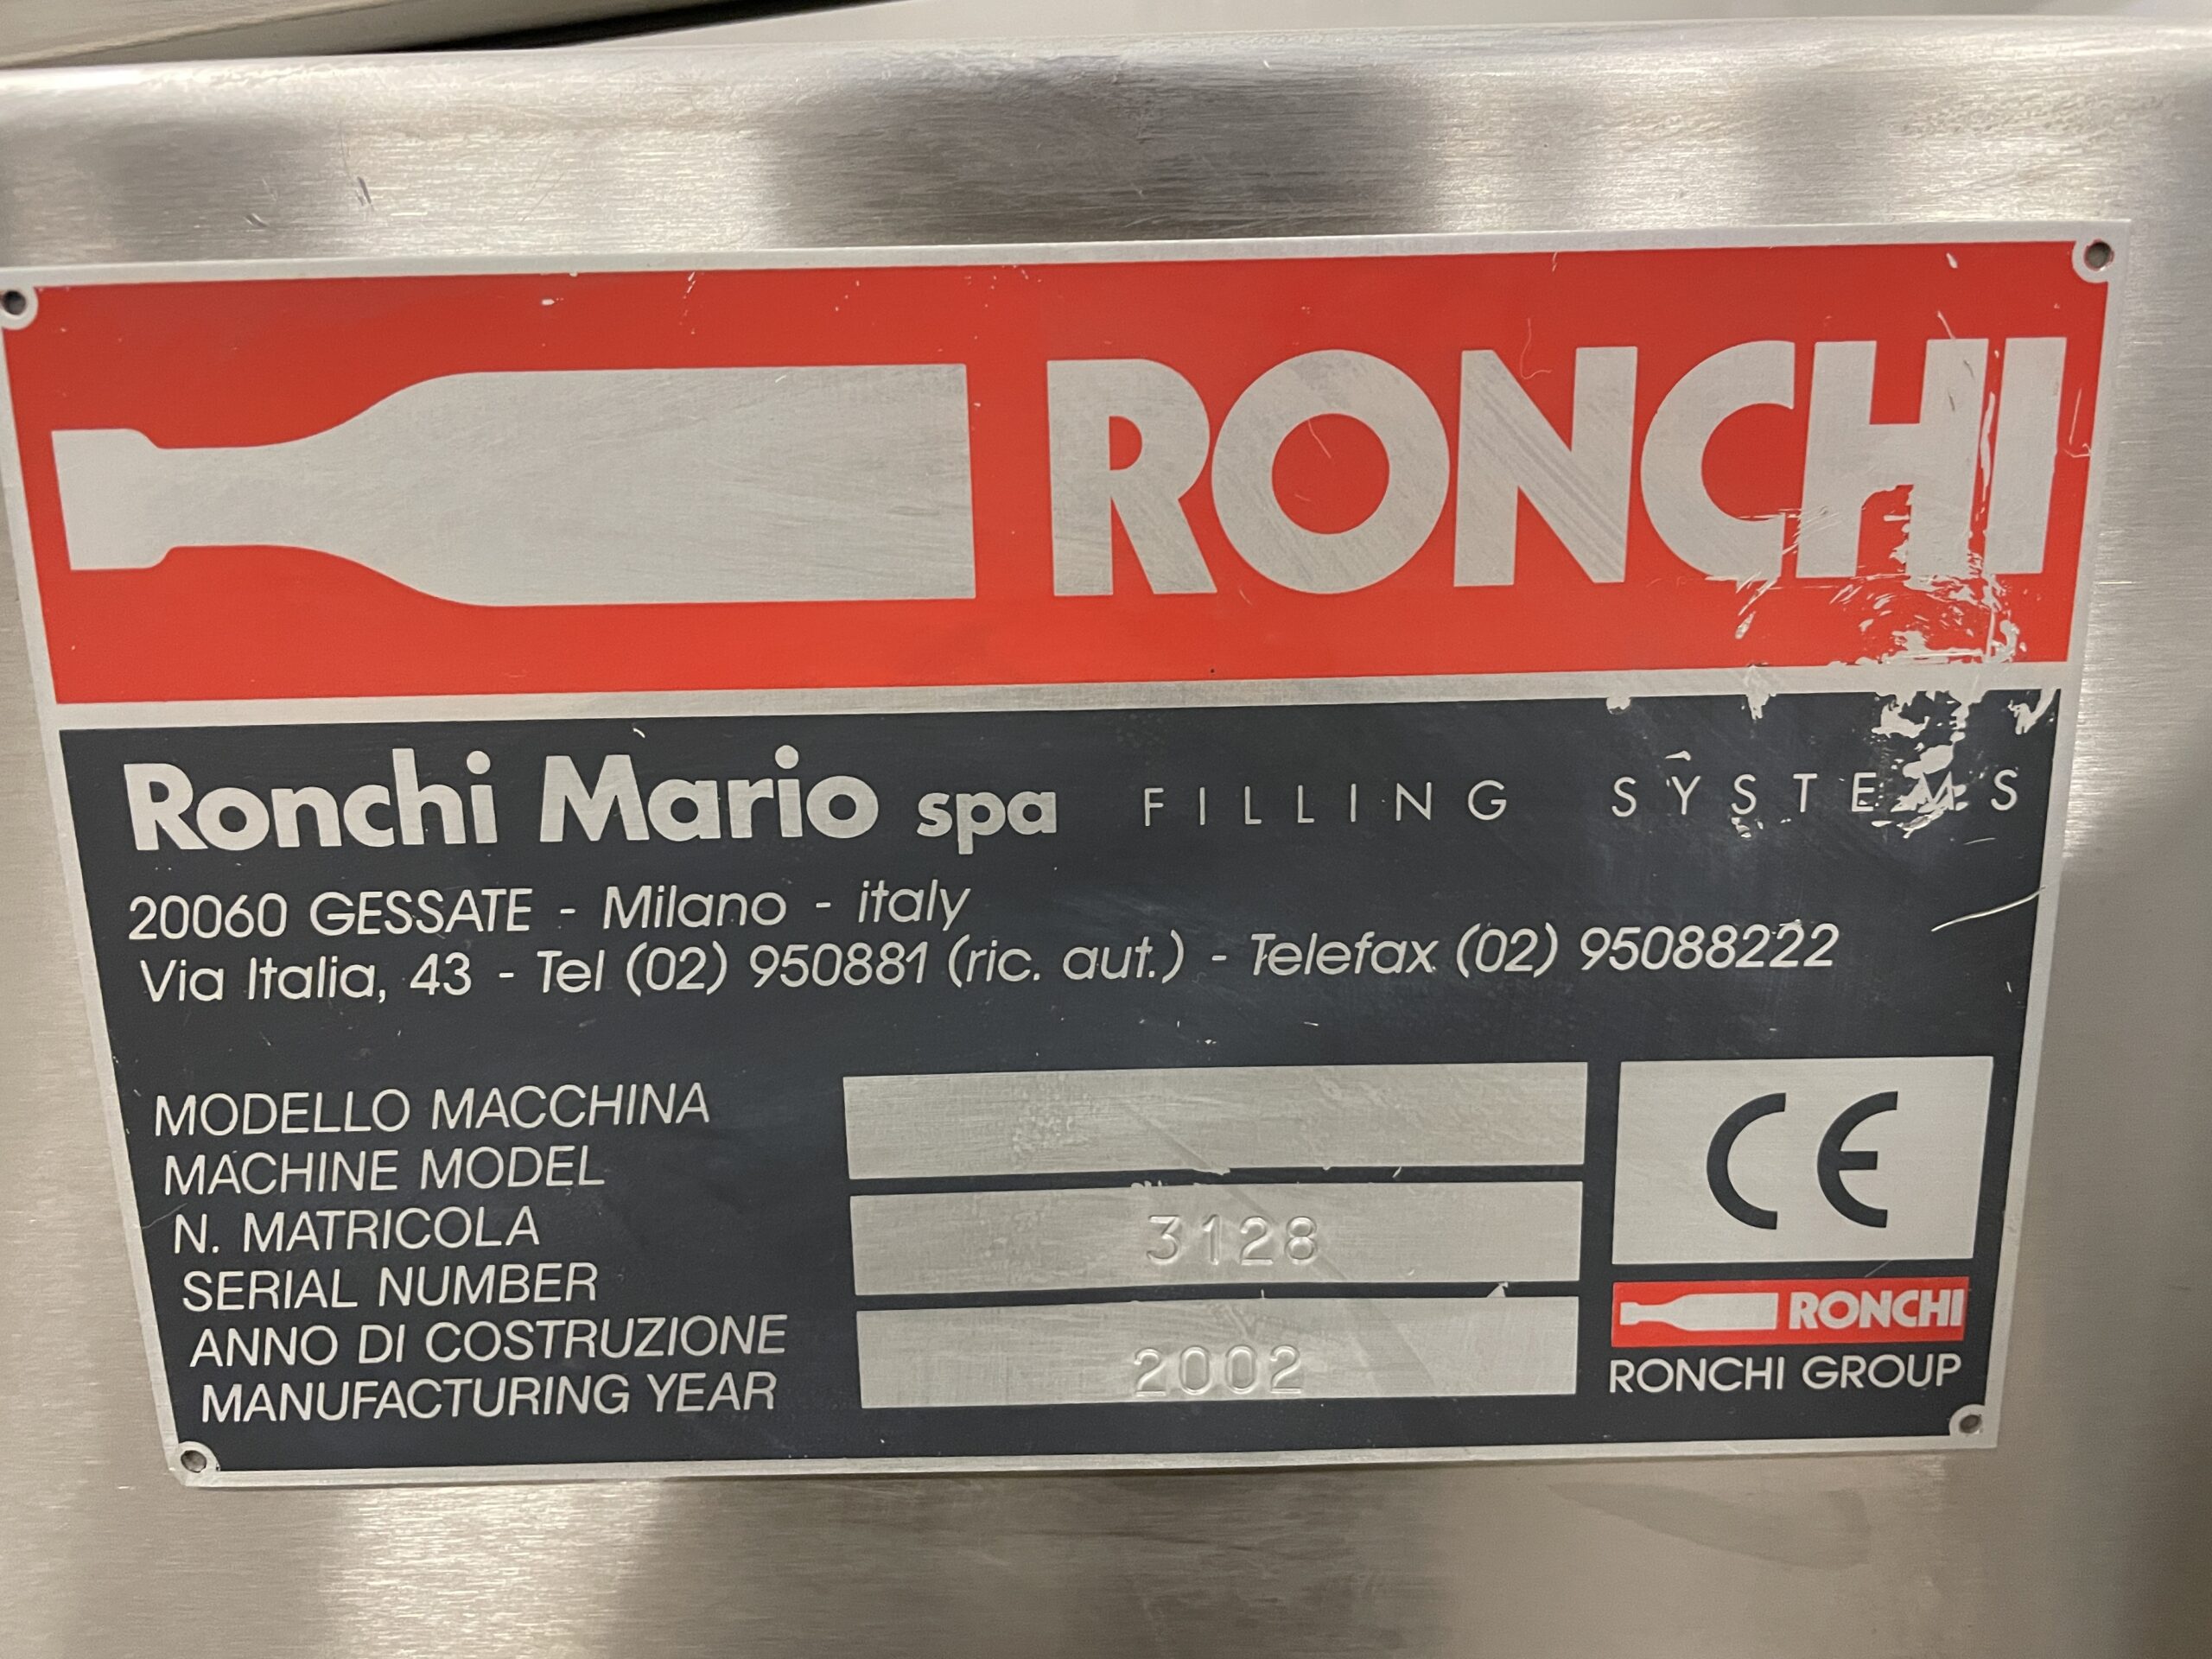 RONCHI
Ronchi Mario spa FILLING SYSTEMS
20060 GESSATE - Milano - italy
Via Italia, 43 - Tel (02) 950881 (ric. aut.) - Telefax (02) 95088222
MODELLO MACCHINA
MACHINE MODEL
N. MATRICOLA
SERIAL NUMBER
3128
ANNO DI COSTRUZIONE
MANUFACTURING YEAR
2002
CE
RONCHI
RONCHI GROUP